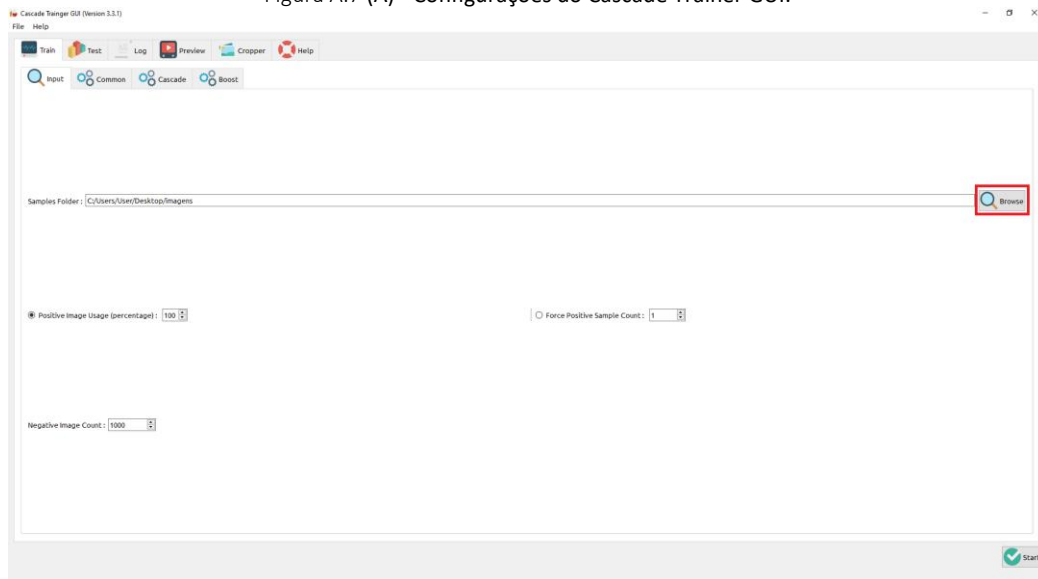 Figura A.7 (A) - Configurações do Cascade Trainer GUI.
Cascade Trainger GUI (Version 3.3.1)
File Help
Train Test Log Preview Cropper Help
Input Common Cascade Boost
Samples Folder : C:/Users/User/Desktop/imagens Browse
Positive Image Usage (percentage) : 100 Force Positive Sample Count : 1
Negative Image Count : 1000
Start